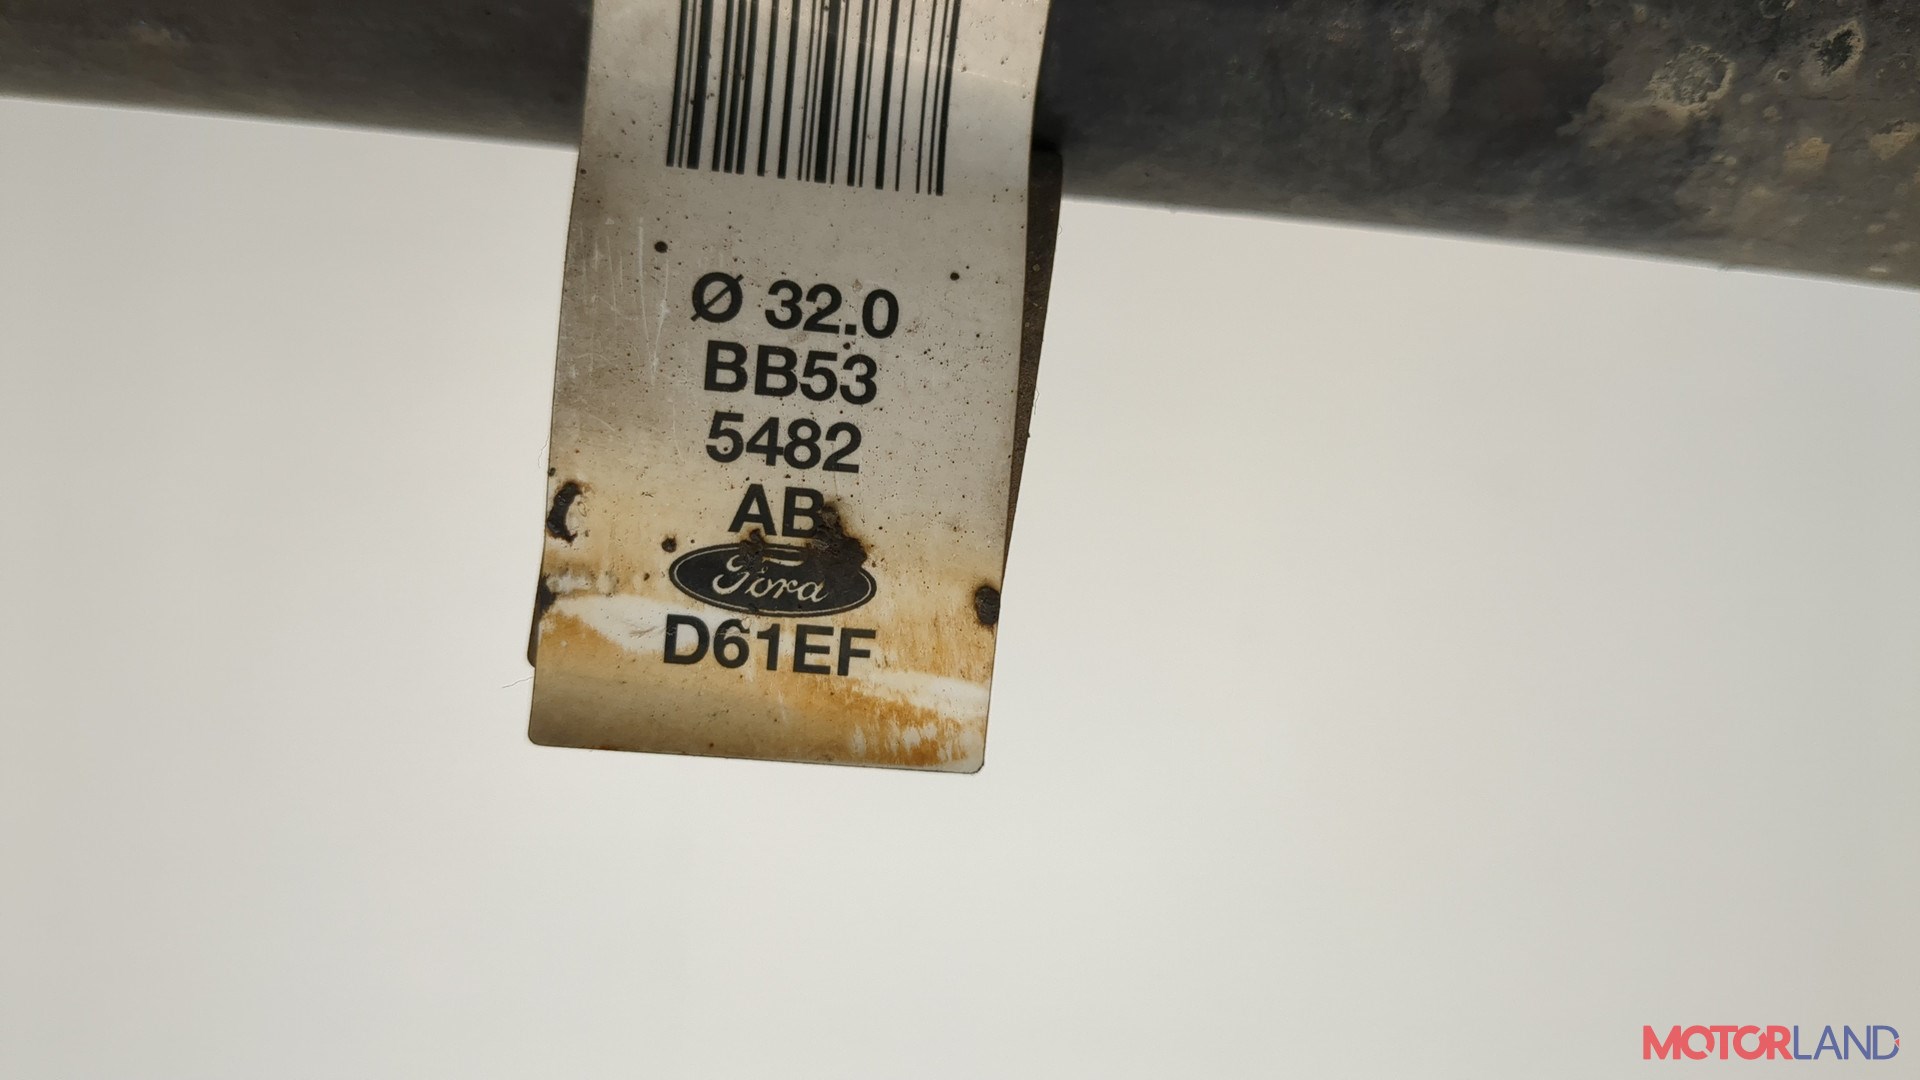 Ø 32.0
BB53
5482
AB
Ford
D61EF
MOTORLAND